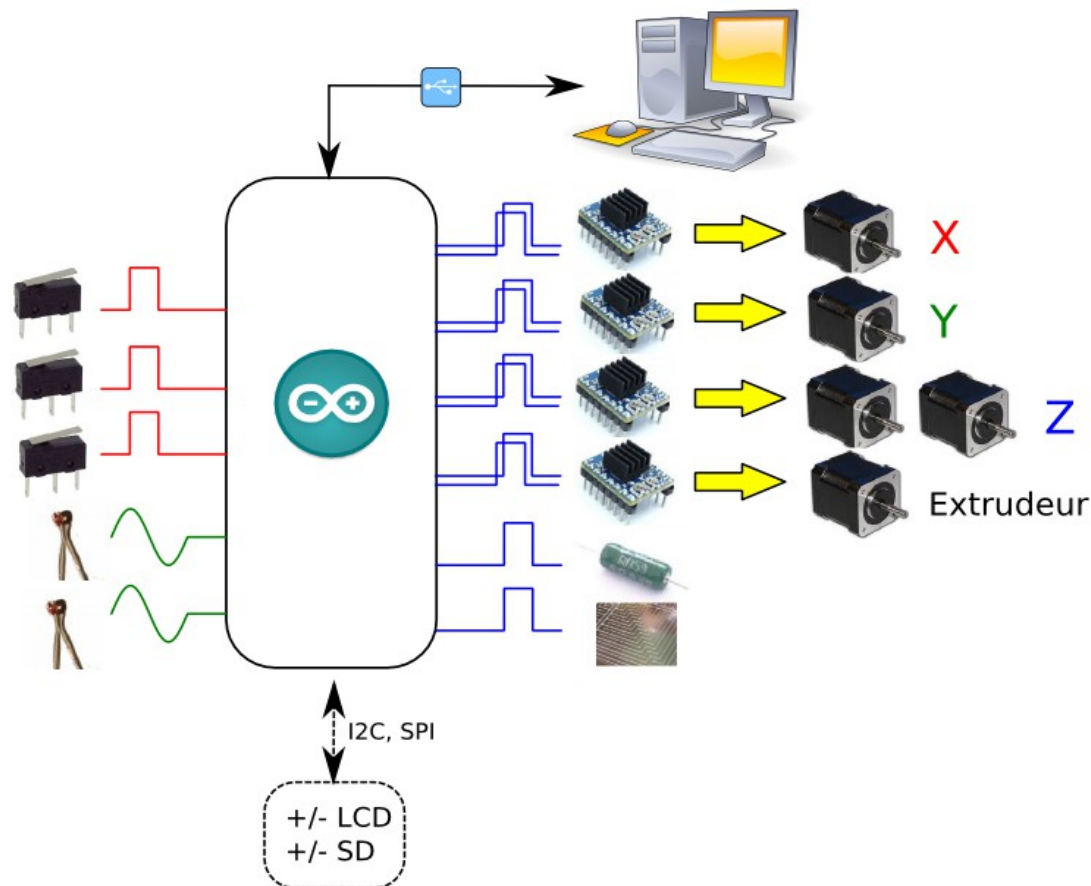 X
Y
Z
Extrudeur
I2C, SPI
+/- LCD
+/- SD